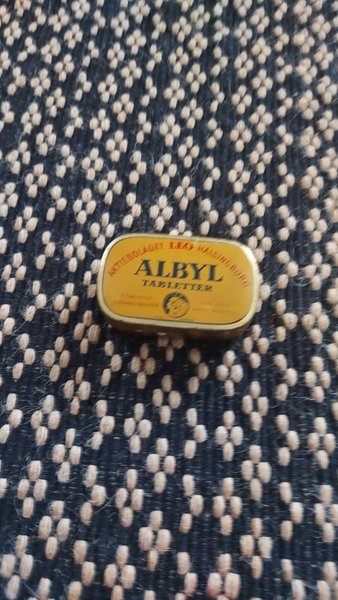 AKTIEBOLAGET LEO HÄLSINGBORG
ALBYL
TABLETTER